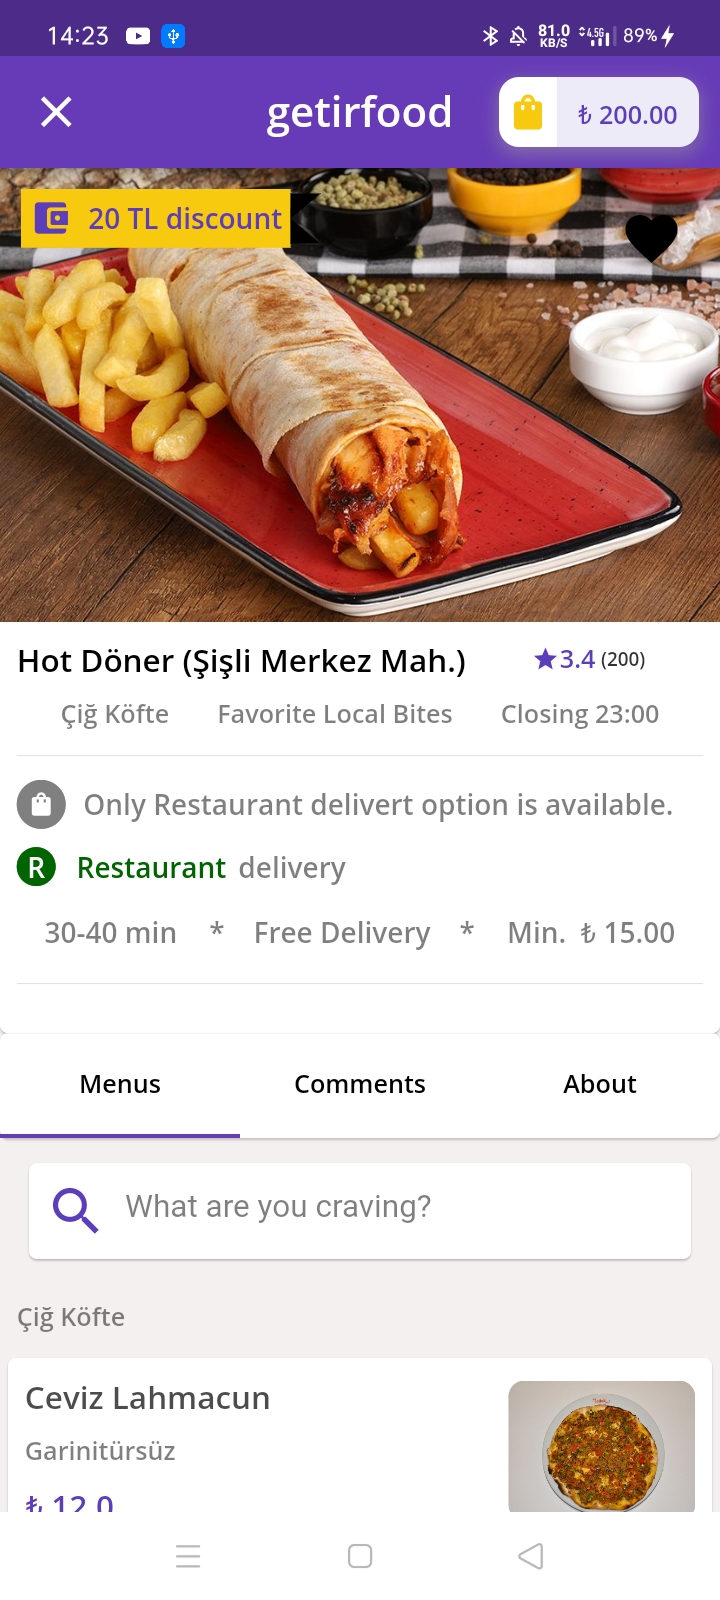 14:23 81.0 KB/S 4.5G 89%
getirfood ₺ 200.00
20 TL discount
Hot Döner (Şişli Merkez Mah.) 3.4 (200)
Çiğ Köfte Favorite Local Bites Closing 23:00
Only Restaurant delivert option is available.
R Restaurant delivery
30-40 min * Free Delivery * Min. ₺ 15.00
Menus Comments About
What are you craving?
Çiğ Köfte
Ceviz Lahmacun
Garinitürsüz
₺ 12.0